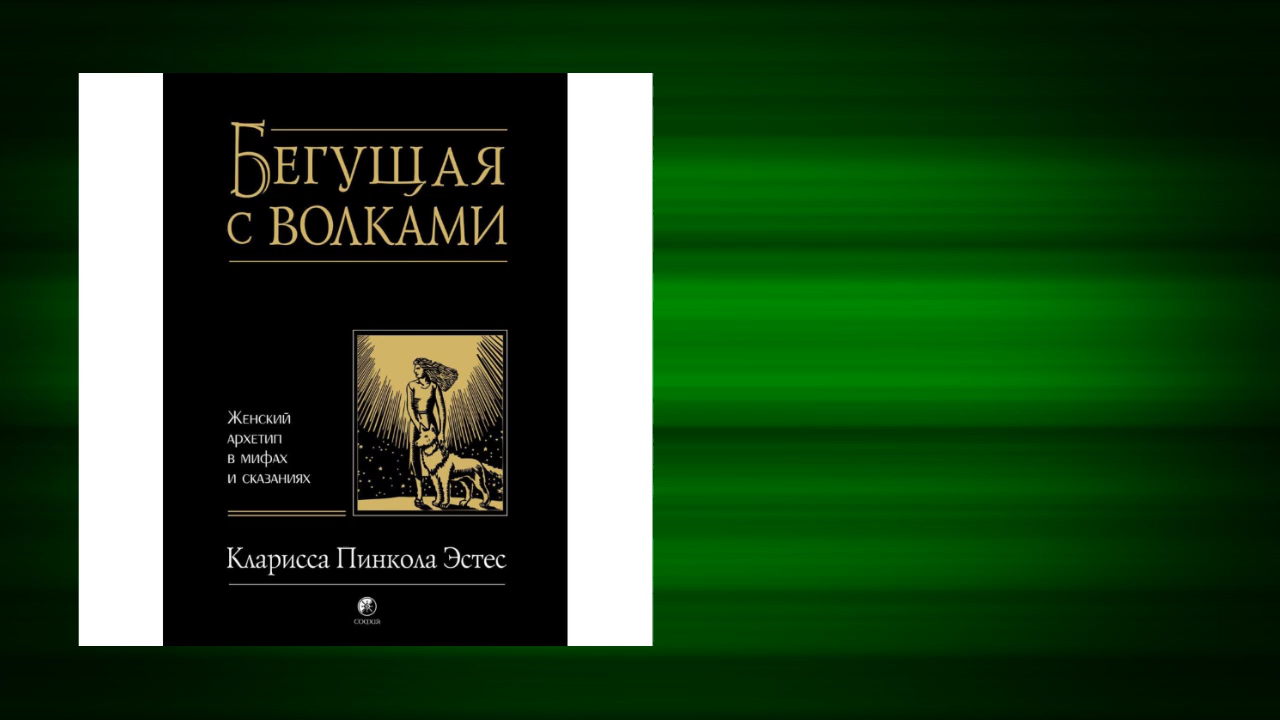 Бегущая
с волками
Женский
архетип
в мифах
и сказаниях
Кларисса Пинкола Эстес
София